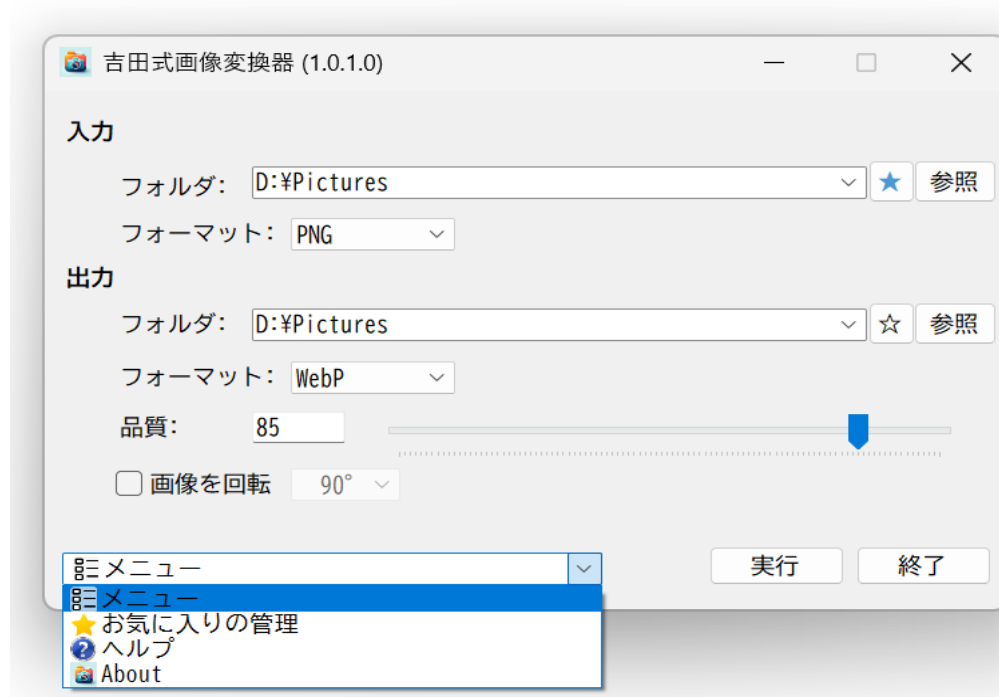 吉田式画像変換器 (1.0.1.0)
入力
フォルダ: D:¥Pictures 参照
フォーマット: PNG
出力
フォルダ: D:¥Pictures 参照
フォーマット: WebP
品質: 85
画像を回転 90°
メニュー 実行 終了
メニュー
お気に入りの管理
ヘルプ
About